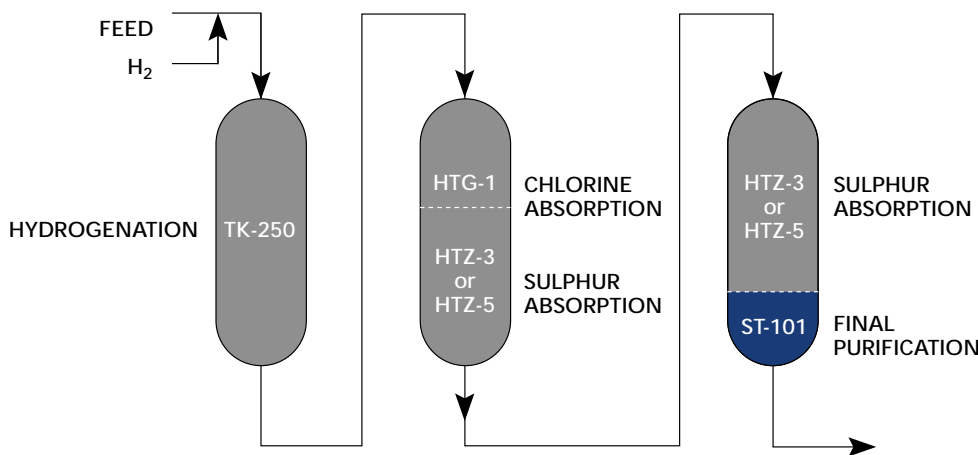 FEED
H₂
HYDROGENATION
TK-250
HTG-1
CHLORINE
ABSORPTION
HTZ-3
or
HTZ-5
SULPHUR
ABSORPTION
HTZ-3
or
HTZ-5
SULPHUR
ABSORPTION
ST-101
FINAL
PURIFICATION